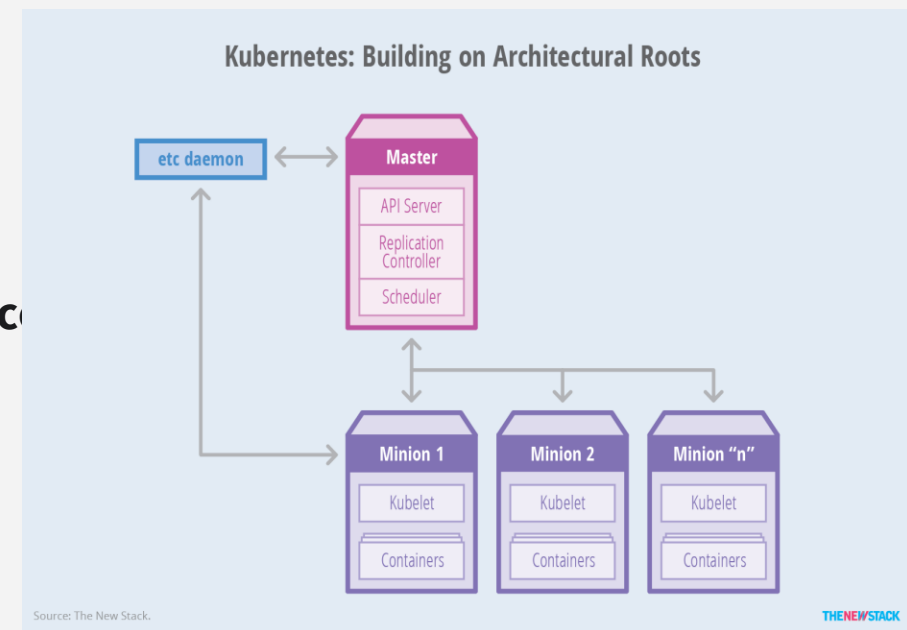 Kubernetes: Building on Architectural Roots
etc daemon
Master
API Server
Replication
Controller
Scheduler
Minion 1
Minion 2
Minion “n”
Kubelet
Kubelet
Kubelet
Containers
Containers
Containers
Source: The New Stack.
THENEWSTACK